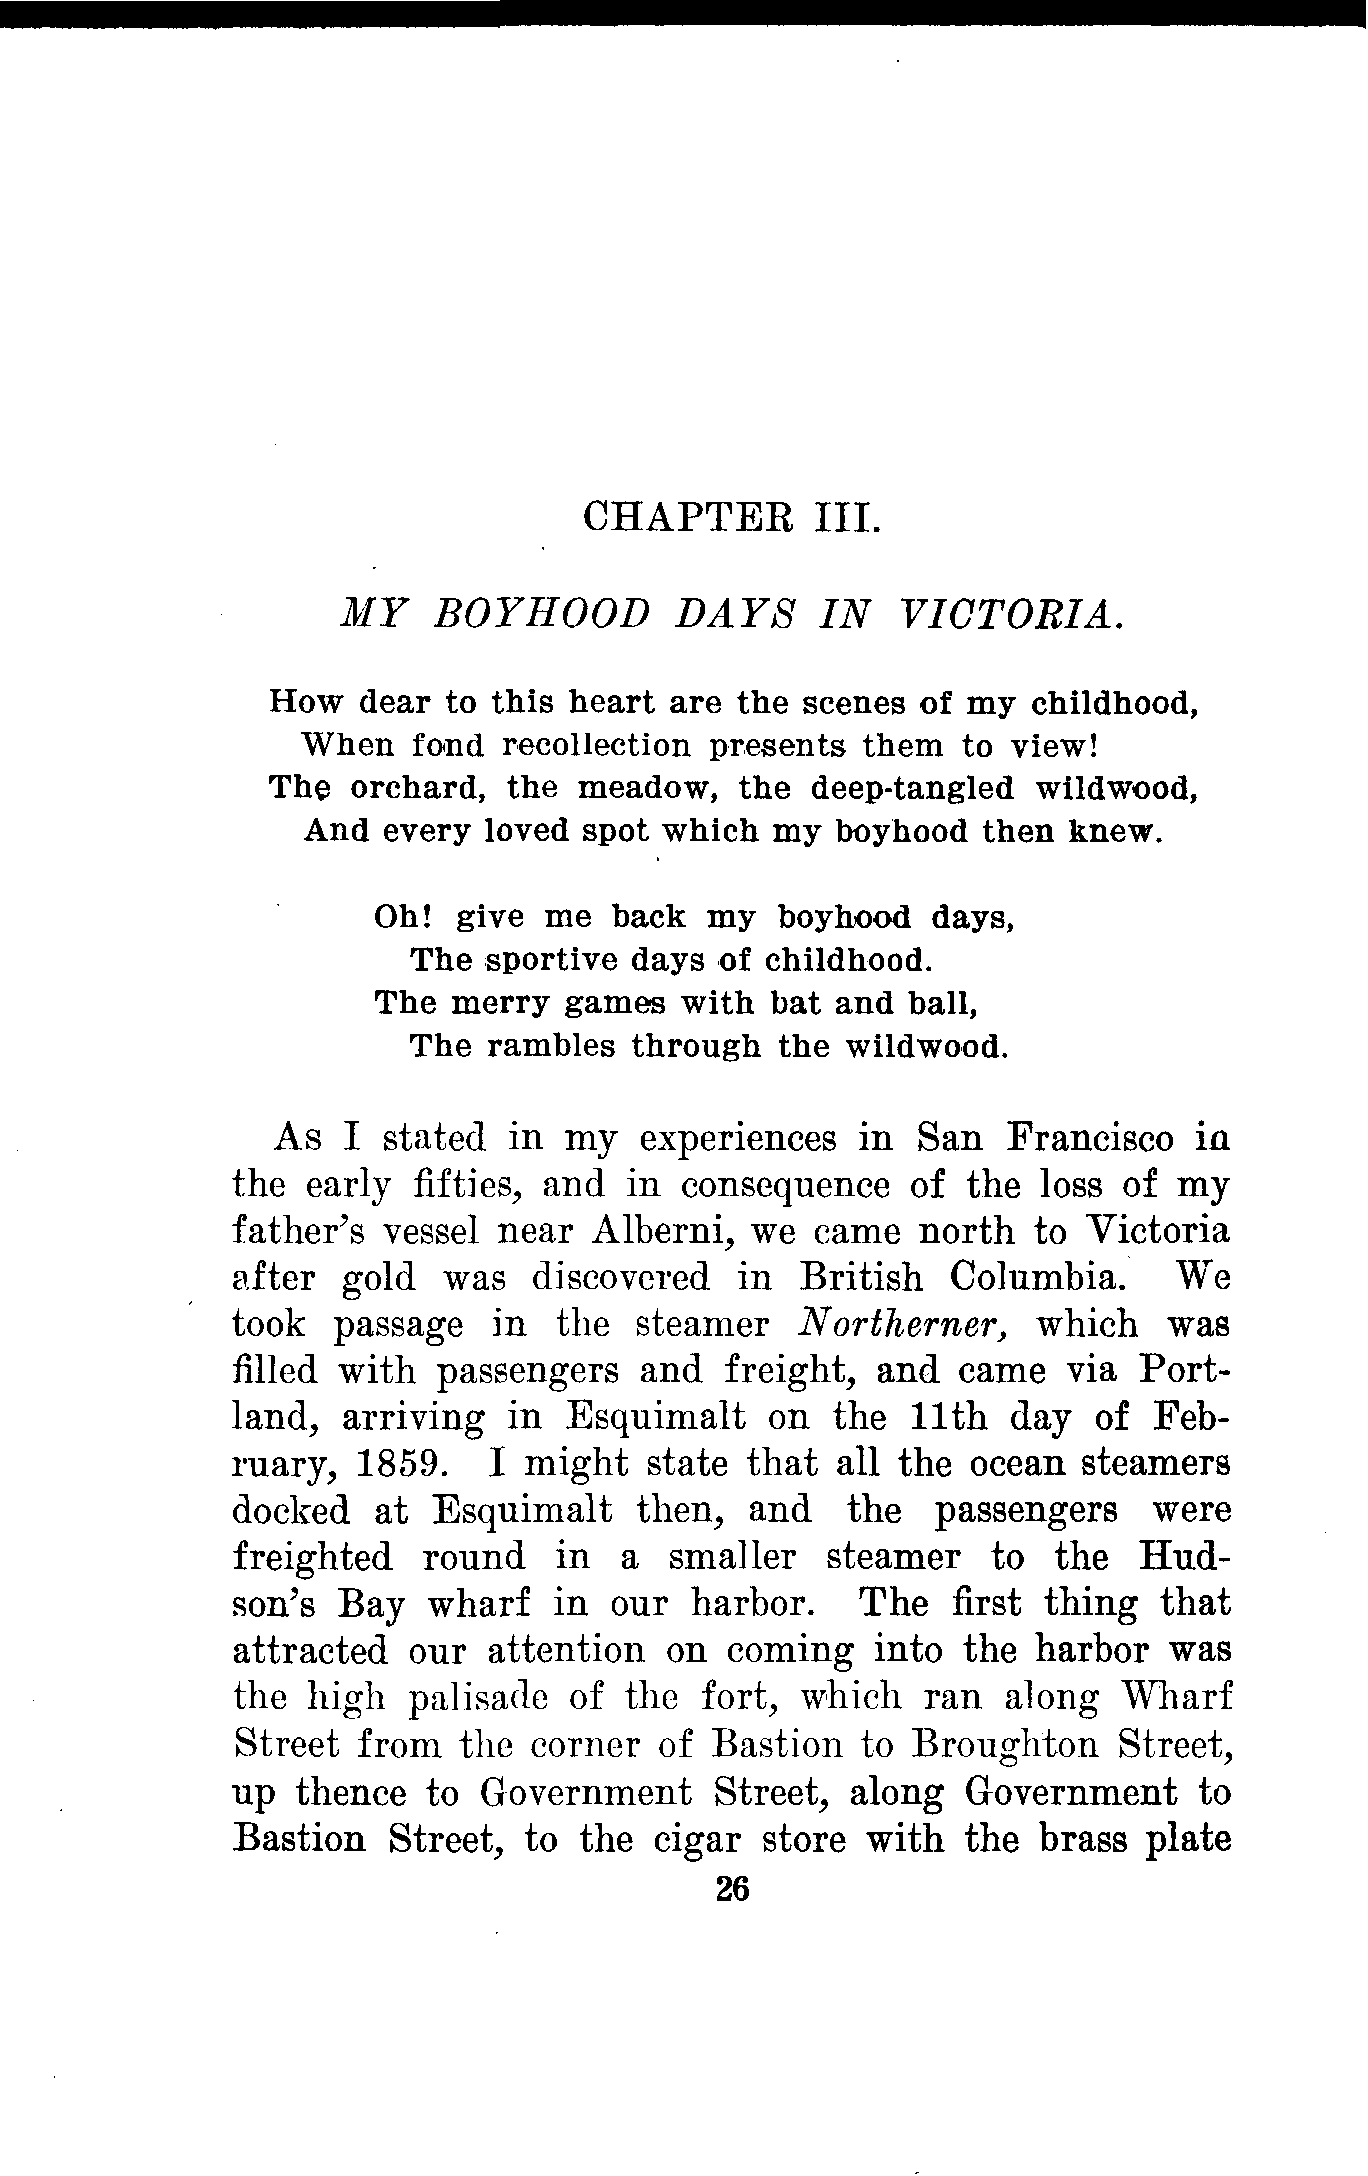 CHAPTER III.
MY BOYHOOD DAYS IN VICTORIA.
How dear to this heart are the scenes of my childhood,
When fond recollection presents them to view!
The orchard, the meadow, the deep-tangled wildwood,
And every loved spot which my boyhood then knew.
Oh! give me back my boyhood days,
The sportive days of childhood.
The merry games with bat and ball,
The rambles through the wildwood.
As I stated in my experiences in San Francisco in
the early fifties, and in consequence of the loss of my
father's vessel near Alberni, we came north to Victoria
after gold was discovered in British Columbia. We
took passage in the steamer Northerner, which was
filled with passengers and freight, and came via Port-
land, arriving in Esquimalt on the 11th day of Feb-
ruary, 1859. I might state that all the ocean steamers
docked at Esquimalt then, and the passengers were
freighted round in a smaller steamer to the Hud-
son's Bay wharf in our harbor. The first thing that
attracted our attention on coming into the harbor was
the high palisade of the fort, which ran along Wharf
Street from the corner of Bastion to Broughton Street,
up thence to Government Street, along Government to
Bastion Street, to the cigar store with the brass plate
26